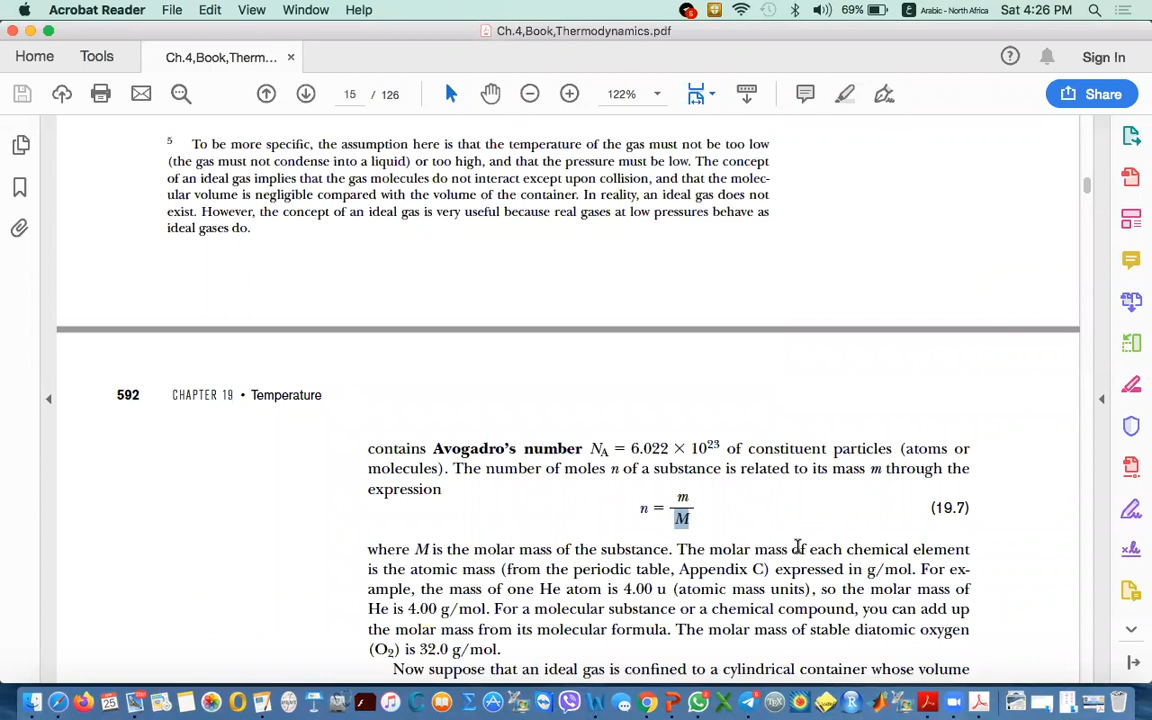 Acrobat Reader File Edit View Sign Window Help 69% Arabic - North Africa Sat 4:26 PM
Ch.4,Book,Thermodynamics.pdf
Home Tools Ch.4,Book,Therm... × Sign In
15 / 126 122% Share
5 To be more specific, the assumption here is that the temperature of the gas must not be too low
(the gas must not condense into a liquid) or too high, and that the pressure must be low. The concept
of an ideal gas implies that the gas molecules do not interact except upon collision, and that the molec-
ular volume is negligible compared with the volume of the container. In reality, an ideal gas does not
exist. However, the concept of an ideal gas is very useful because real gases at low pressures behave as
ideal gases do.
592 CHAPTER 19 • Temperature
contains Avogadro's number N_A = 6.022 × 10^23 of constituent particles (atoms or
molecules). The number of moles n of a substance is related to its mass m through the
expression
n = m/M (19.7)
where M is the molar mass of the substance. The molar mass of each chemical element
is the atomic mass (from the periodic table, Appendix C) expressed in g/mol. For ex-
ample, the mass of one He atom is 4.00 u (atomic mass units), so the molar mass of
He is 4.00 g/mol. For a molecular substance or a chemical compound, you can add up
the molar mass from its molecular formula. The molar mass of stable diatomic oxygen
(O₂) is 32.0 g/mol.
Now suppose that an ideal gas is confined to a cylindrical container whose volume